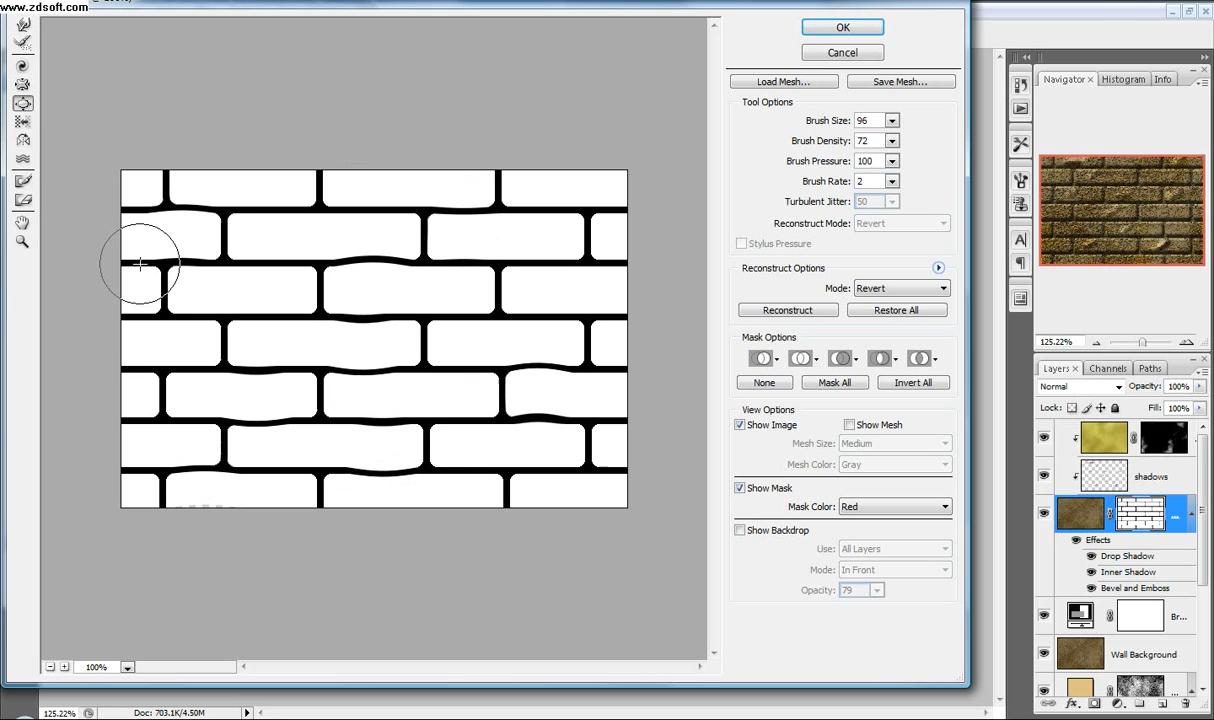 www.zdsoft.com
OK
Cancel
Load Mesh...
Save Mesh...
Tool Options
Brush Size: 96
Brush Density: 72
Brush Pressure: 100
Brush Rate: 2
Turbulent Jitter: 50
Reconstruct Mode: Revert
Stylus Pressure
Reconstruct Options
Mode: Revert
Reconstruct
Restore All
Mask Options
None
Mask All
Invert All
View Options
Show Image
Show Mesh
Mesh Size: Medium
Mesh Color: Gray
Show Mask
Mask Color: Red
Show Backdrop
Use: All Layers
Mode: In Front
Opacity: 79
100%
125.22%
Doc: 703.1K/4.50M
Navigator x
Histogram
Info
125.22%
Layers x
Channels
Paths
Normal
Opacity: 100%
Lock:
Fill: 100%
shadows
...
Effects
Drop Shadow
Inner Shadow
Bevel and Emboss
Br...
Wall Background